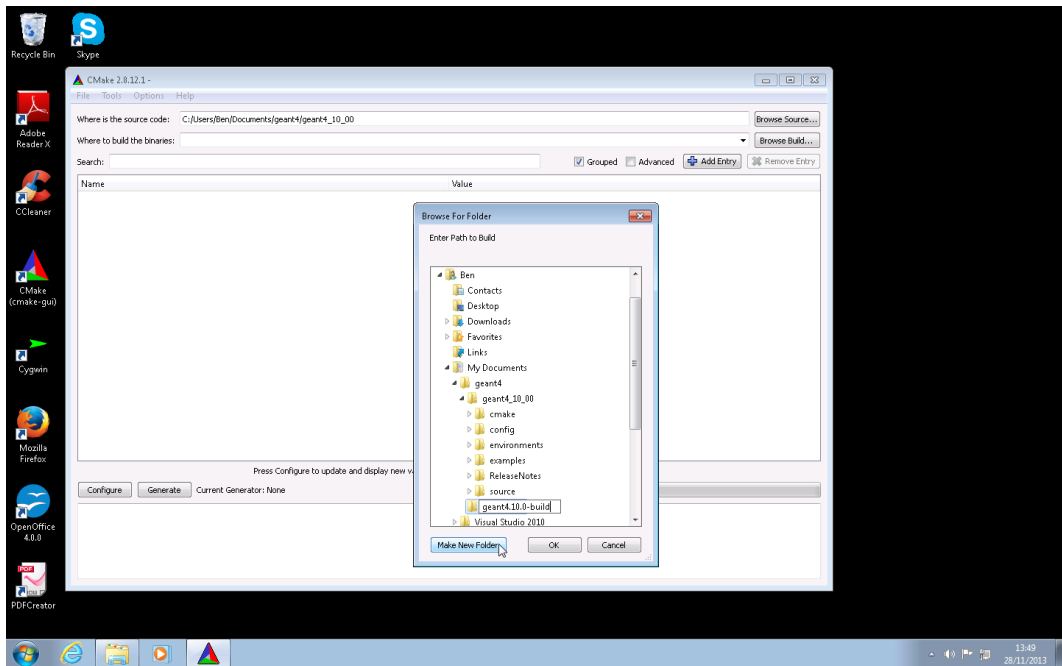 Recycle Bin
Skype
Adobe
Reader X
CCleaner
CMake
(cmake-gui)
Cygwin
Mozilla
Firefox
OpenOffice
4.0.0
PDF
PDFCreator
CMake 2.8.12.1 -
File Tools Options Help
Where is the source code: C:/Users/Ben/Documents/geant4/geant4_10_00 Browse Source...
Where to build the binaries: Browse Build...
Search: Grouped Advanced Add Entry Remove Entry
Name Value
Press Configure to update and display new v
Configure Generate Current Generator: None
Browse For Folder
Enter Path to Build
Ben
Contacts
Desktop
Downloads
Favorites
Links
My Documents
geant4
geant4_10_00
cmake
config
environments
examples
ReleaseNotes
source
geant4.10.0-build
Visual Studio 2010
Make New Folder OK Cancel
13:49
28/11/2013